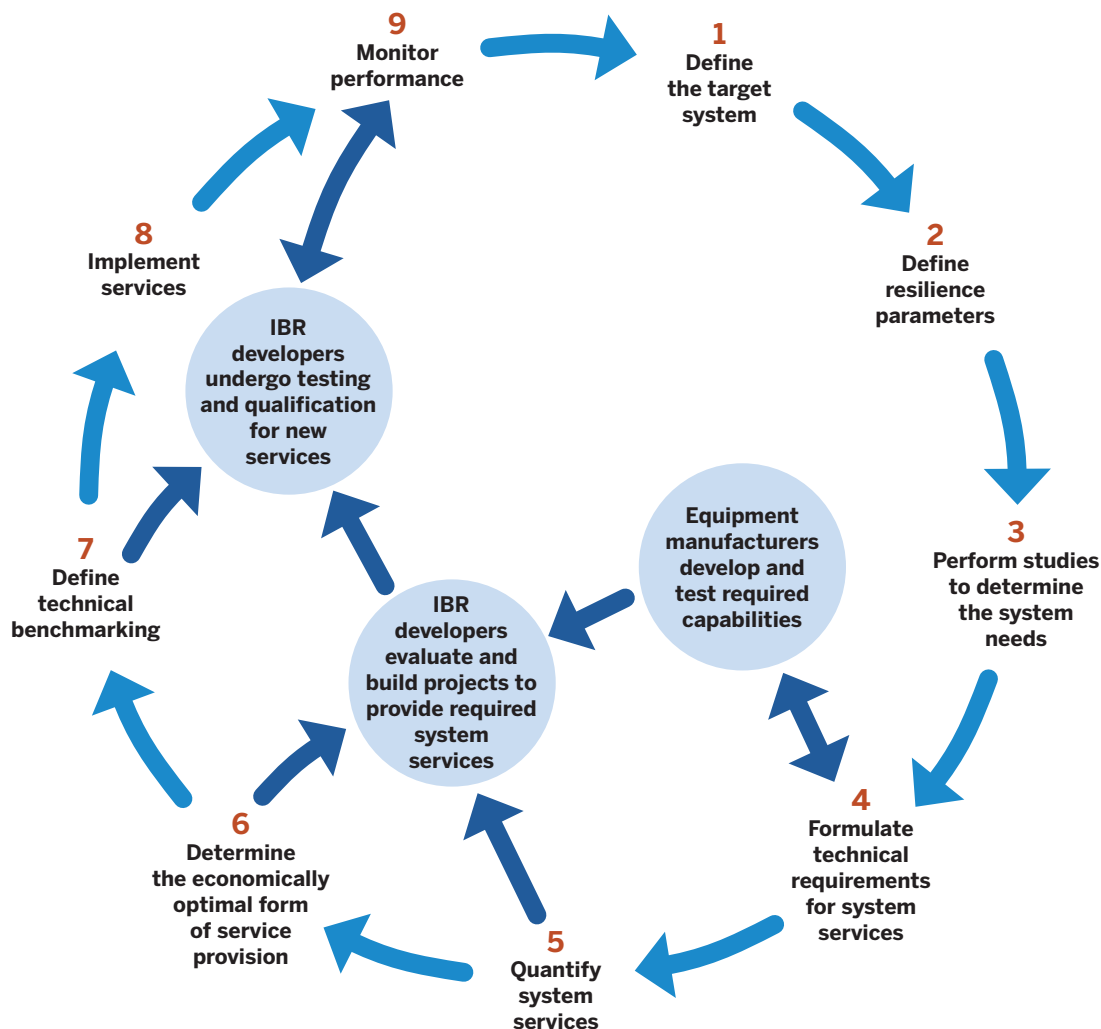 9
Monitor
performance
1
Define
the target
system
2
Define
resilience
parameters
3
Perform studies
to determine
the system
needs
4
Formulate
technical
requirements
for system
services
5
Quantify
system
services
6
Determine
the economically
optimal form
of service
provision
7
Define
technical
benchmarking
8
Implement
services
IBR
developers
undergo testing
and qualification
for new
services
Equipment
manufacturers
develop and
test required
capabilities
IBR
developers
evaluate and
build projects to
provide required
system
services